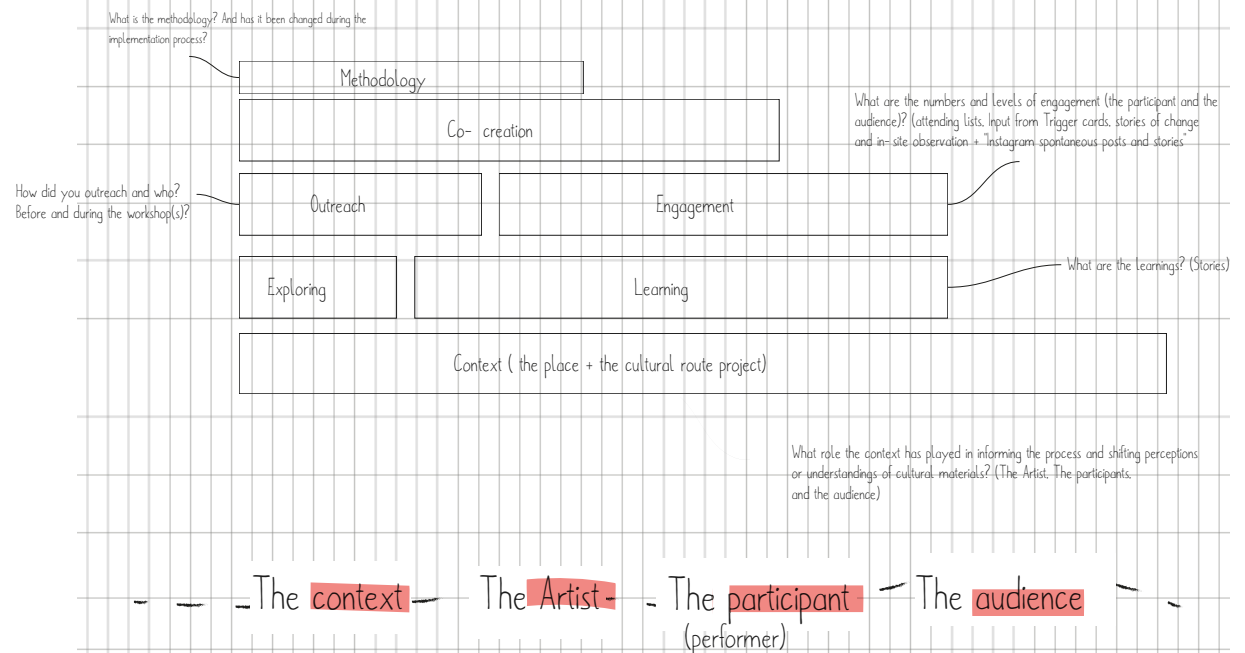 What is the methodology? And has it been changed during the
implementation process?
Methodology
Co- creation
What are the numbers and levels of engagement (the participant and the
audience)? (attending lists, Input from Trigger cards, stories of change
and in-site observation + "Instagram spontaneous posts and stories"
How did you outreach and who?
Before and during the workshop(s)?
Outreach
Engagement
Exploring
Learning
What are the learnings? (Stories)
Context ( the place + the cultural route project)
What role the context has played in informing the process and shifting perceptions
or understandings of cultural materials? (The Artist, The participants,
and the audience)
The context
The Artist
The participant
(performer)
The audience